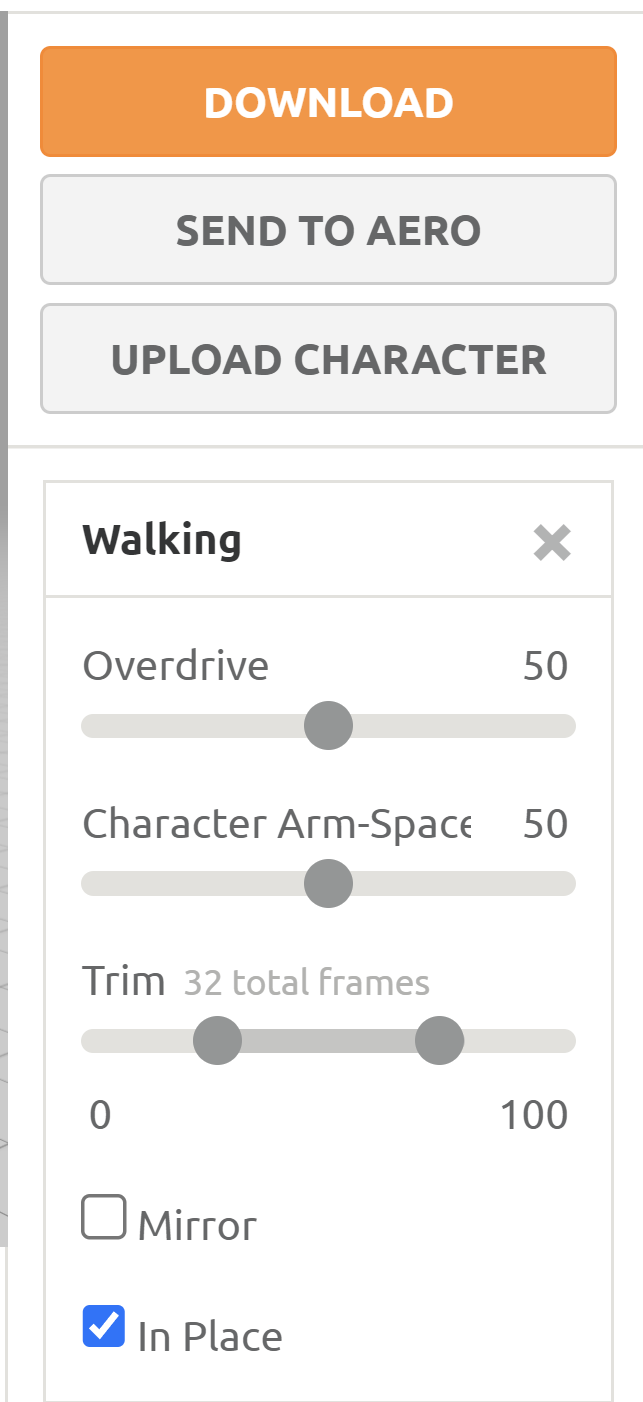 DOWNLOAD
SEND TO AERO
UPLOAD CHARACTER
Walking
Overdrive 50
Character Arm-Space 50
Trim 32 total frames
0 100
Mirror
In Place